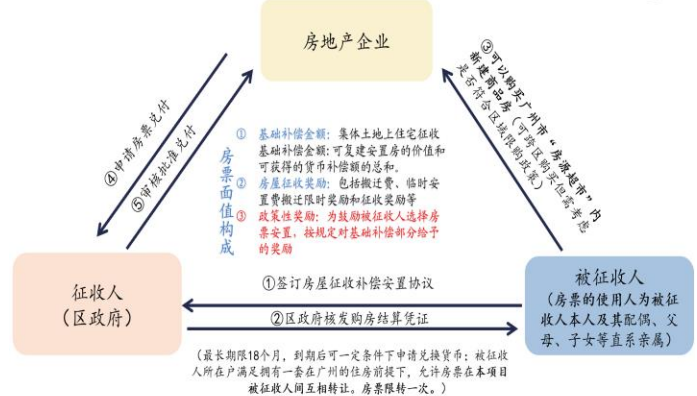 房地产企业
④申请房票兑付
⑤审核批准兑付
③可以购买广州市“房源超市”内
新建商品房（可跨区购买但需考虑
是否符合区域限购政策）
房票面值构成
① 基础补偿金额：集体土地上住宅征收
基础补偿金额:可复建安置房的价值和
可获得的货币补偿额的总和。
② 房屋征收奖励：包括搬迁费、临时安
置费搬迁限时奖励和征收奖励等
③ 政策性奖励：为鼓励被征收人选择房
票安置，按规定对基础补偿部分给予
的奖励
征收人
（区政府）
①签订房屋征收补偿安置协议
②区政府核发购房结算凭证
被征收人
（房票的使用人为被征
收人本人及其配偶、父
母、子女等直系亲属）
（最长期限18个月，到期后可一定条件下申请兑换货币；被征收
人所在户满足拥有一套在广州的住房前提下，允许房票在本项目
被征收人间互相转让。房票限转一次。）